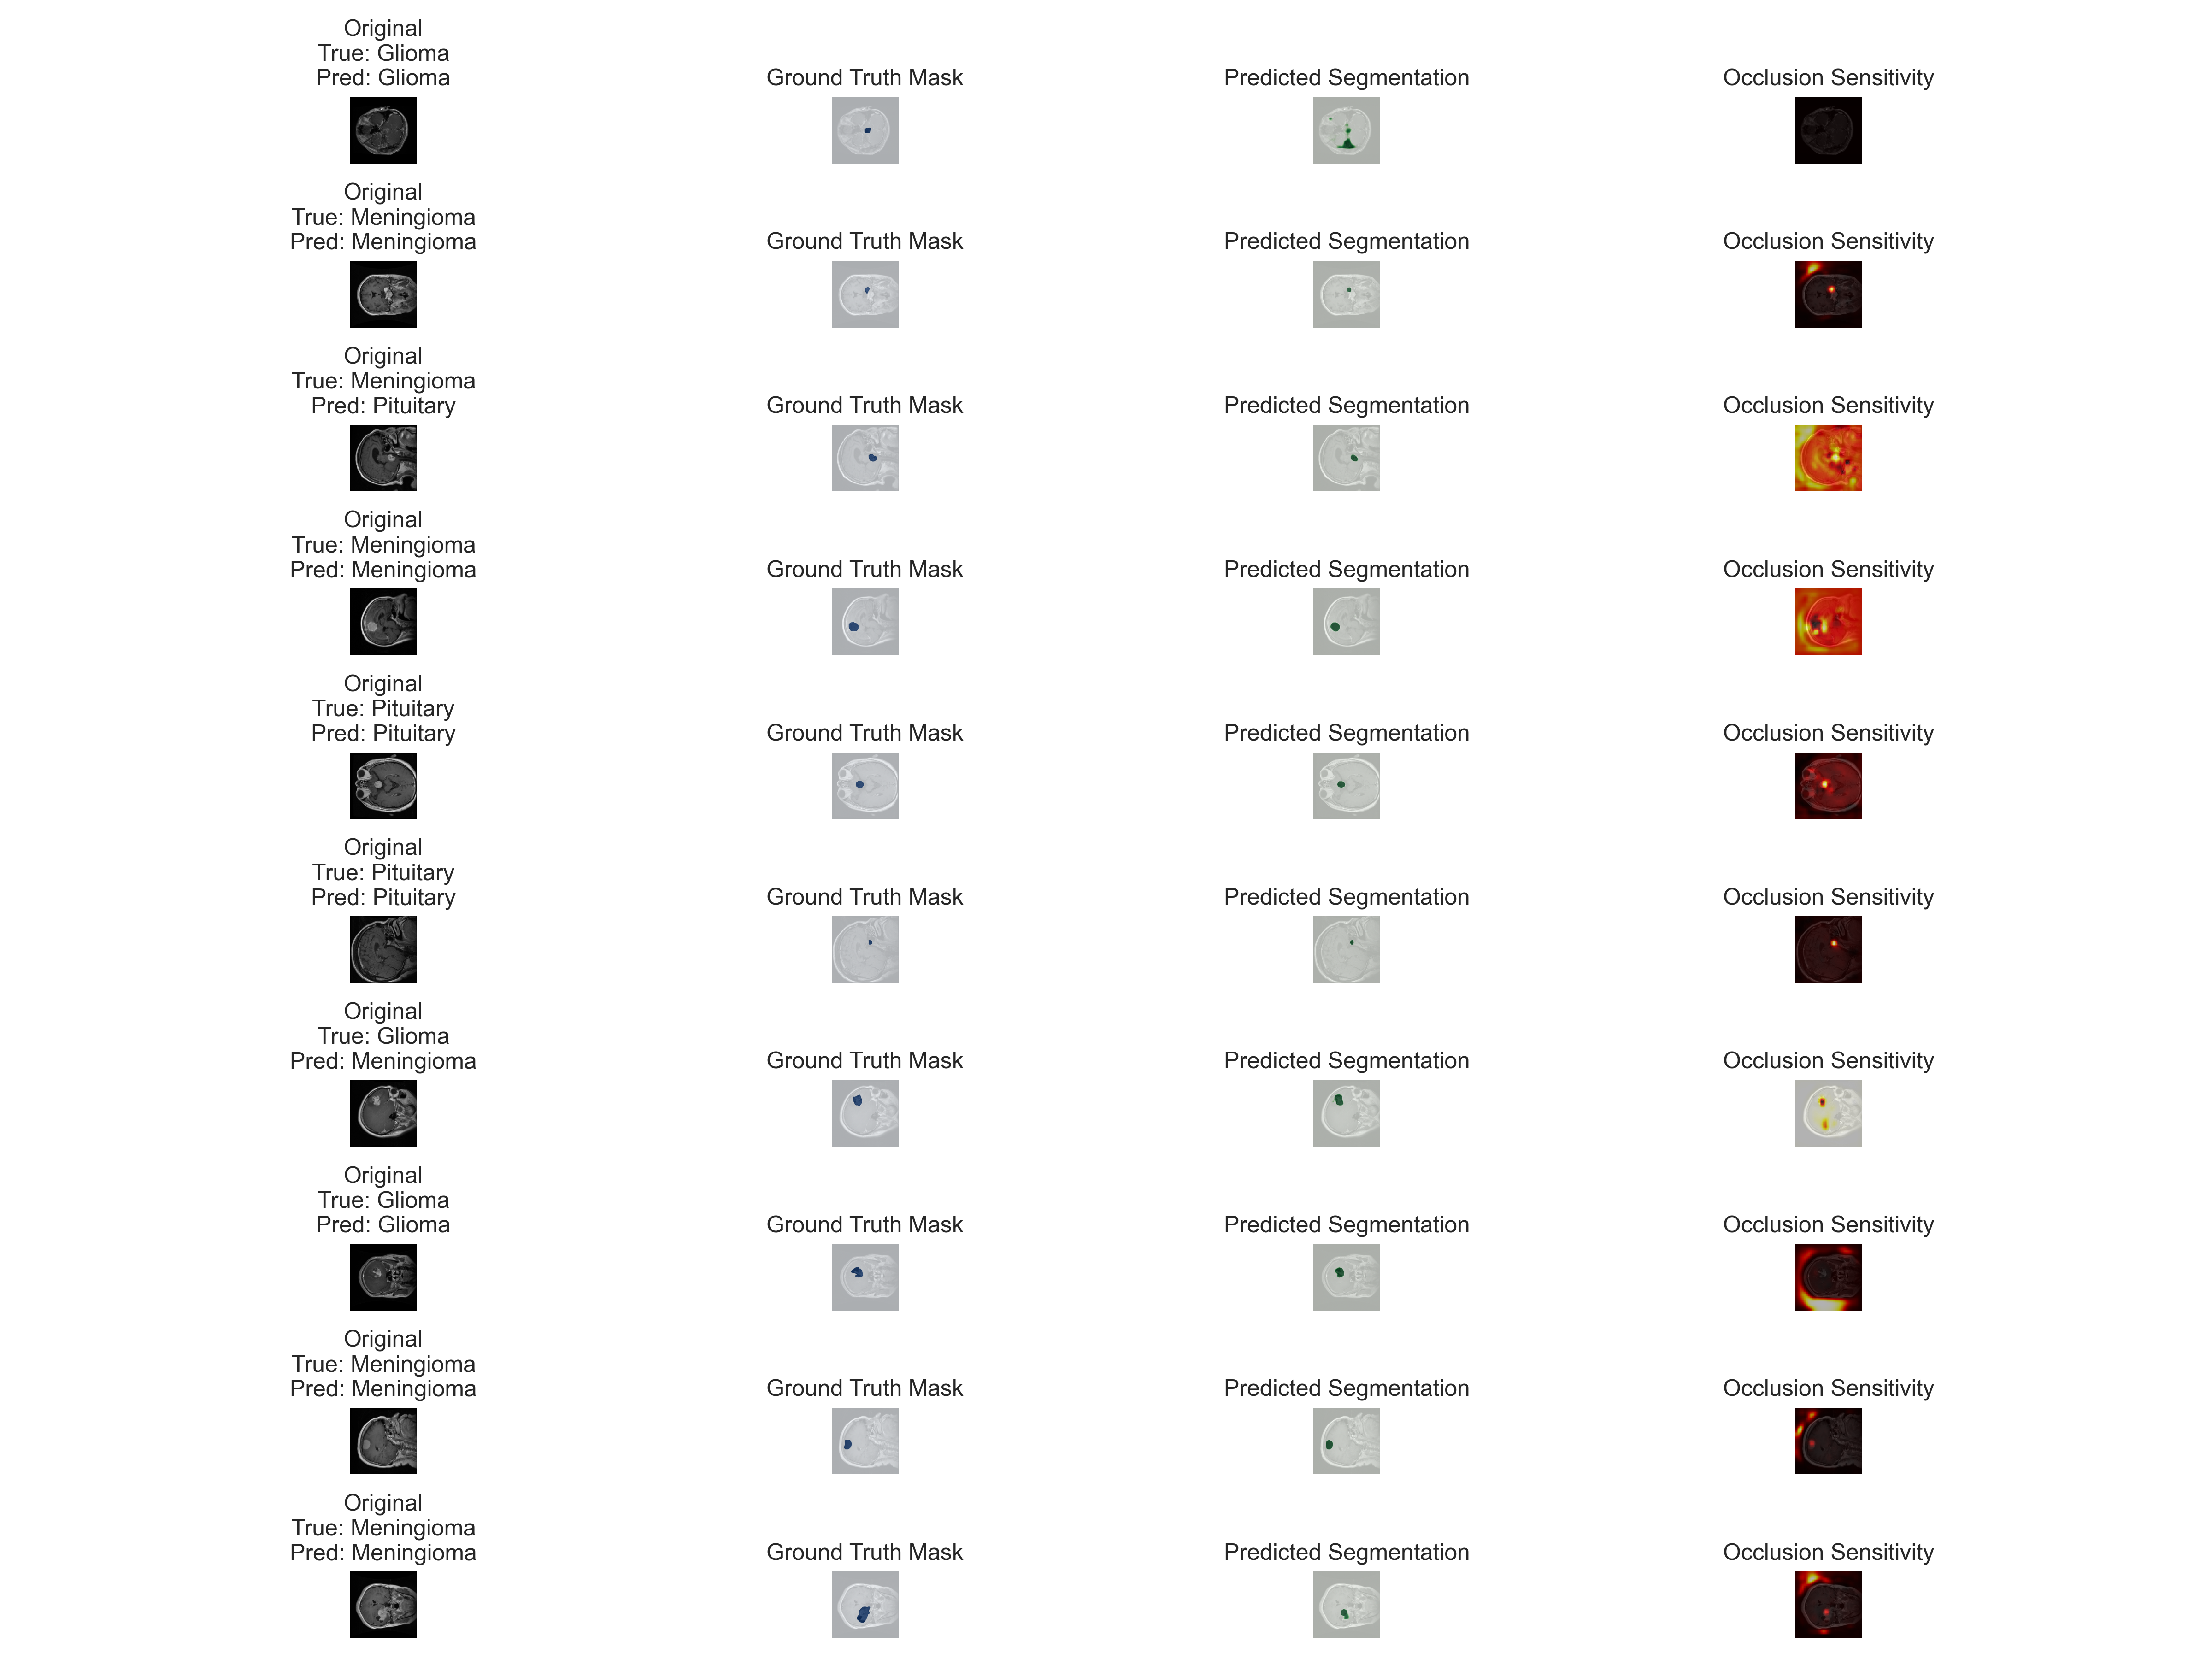 Original
True: Glioma
Pred: Glioma
Ground Truth Mask
Predicted Segmentation
Occlusion Sensitivity
Original
True: Meningioma
Pred: Meningioma
Ground Truth Mask
Predicted Segmentation
Occlusion Sensitivity
Original
True: Meningioma
Pred: Pituitary
Ground Truth Mask
Predicted Segmentation
Occlusion Sensitivity
Original
True: Meningioma
Pred: Meningioma
Ground Truth Mask
Predicted Segmentation
Occlusion Sensitivity
Original
True: Pituitary
Pred: Pituitary
Ground Truth Mask
Predicted Segmentation
Occlusion Sensitivity
Original
True: Pituitary
Pred: Pituitary
Ground Truth Mask
Predicted Segmentation
Occlusion Sensitivity
Original
True: Glioma
Pred: Meningioma
Ground Truth Mask
Predicted Segmentation
Occlusion Sensitivity
Original
True: Glioma
Pred: Glioma
Ground Truth Mask
Predicted Segmentation
Occlusion Sensitivity
Original
True: Meningioma
Pred: Meningioma
Ground Truth Mask
Predicted Segmentation
Occlusion Sensitivity
Original
True: Meningioma
Pred: Meningioma
Ground Truth Mask
Predicted Segmentation
Occlusion Sensitivity